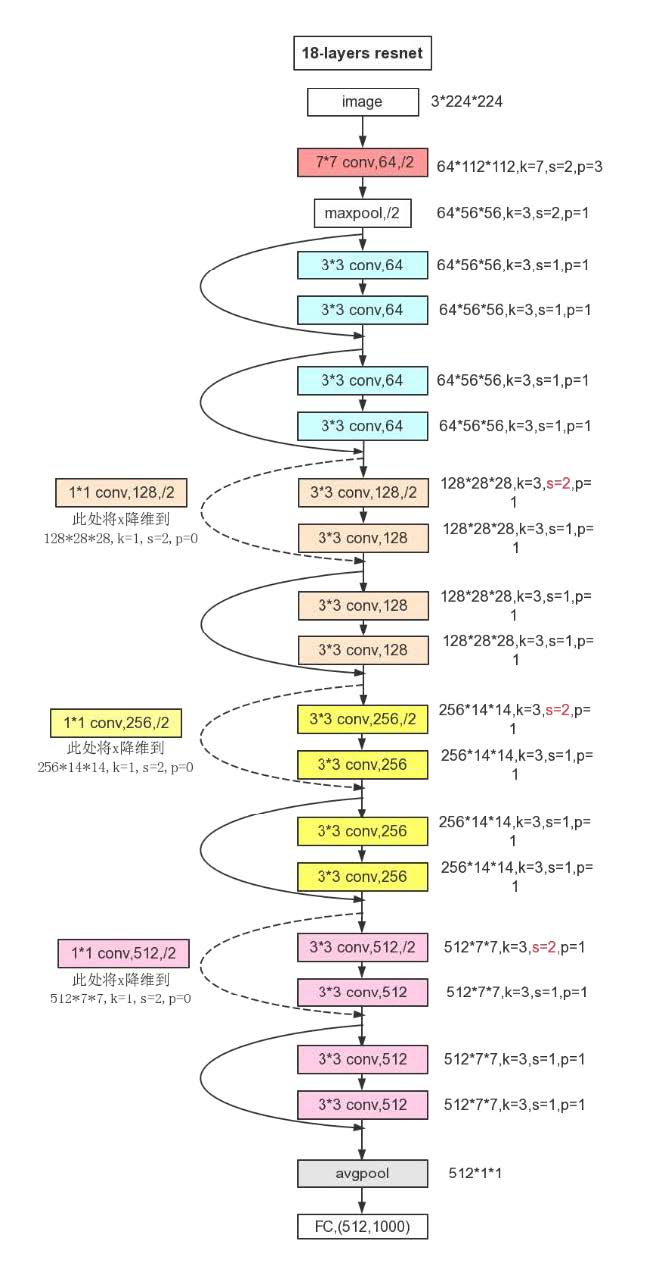 18-layers resnet
image 3*224*224
7*7 conv,64,/2 64*112*112,k=7,s=2,p=3
maxpool,/2 64*56*56,k=3,s=2,p=1
3*3 conv,64 64*56*56,k=3,s=1,p=1
3*3 conv,64 64*56*56,k=3,s=1,p=1
3*3 conv,64 64*56*56,k=3,s=1,p=1
3*3 conv,64 64*56*56,k=3,s=1,p=1
1*1 conv,128,/2
此处将x降维到
128*28*28, k=1, s=2, p=0
3*3 conv,128,/2
128*28*28,k=3,s=2,p=
1
3*3 conv,128
128*28*28,k=3,s=1,p=
1
3*3 conv,128
128*28*28,k=3,s=1,p=
1
3*3 conv,128
128*28*28,k=3,s=1,p=
1
1*1 conv,256,/2
此处将x降维到
256*14*14, k=1, s=2, p=0
3*3 conv,256,/2
256*14*14,k=3,s=2,p=
1
3*3 conv,256
256*14*14,k=3,s=1,p=
1
3*3 conv,256
256*14*14,k=3,s=1,p=
1
3*3 conv,256
256*14*14,k=3,s=1,p=
1
1*1 conv,512,/2
此处将x降维到
512*7*7, k=1, s=2, p=0
3*3 conv,512,/2 512*7*7,k=3,s=2,p=1
3*3 conv,512 512*7*7,k=3,s=1,p=1
3*3 conv,512 512*7*7,k=3,s=1,p=1
3*3 conv,512 512*7*7,k=3,s=1,p=1
avgpool 512*1*1
FC,(512,1000)